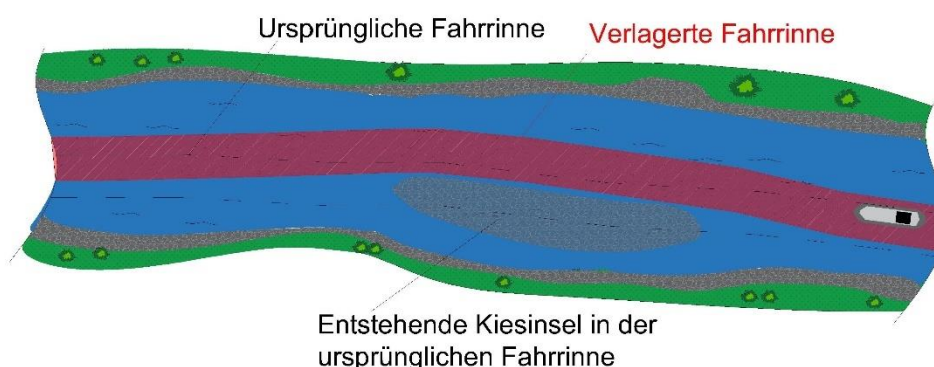 Ursprüngliche Fahrrinne
Verlagerte Fahrrinne
Entstehende Kiesinsel in der
ursprünglichen Fahrrinne